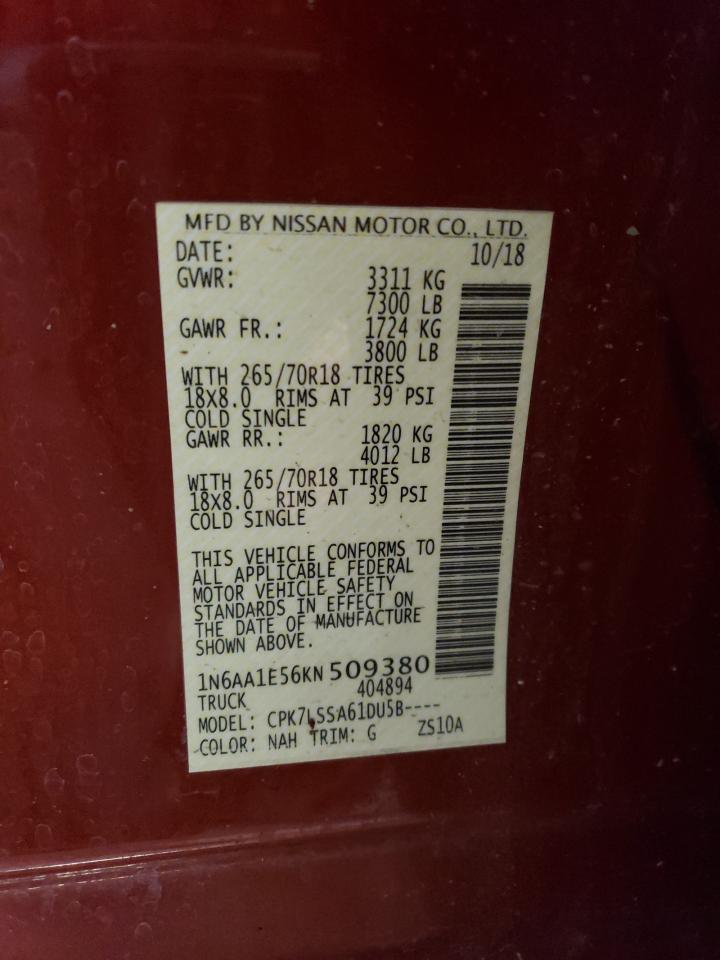 MFD BY NISSAN MOTOR CO., LTD.
DATE: 10/18
GVWR: 3311 KG
7300 LB
GAWR FR.: 1724 KG
3800 LB
WITH 265/70R18 TIRES
18X8.0 RIMS AT 39 PSI
COLD SINGLE
GAWR RR.: 1820 KG
4012 LB
WITH 265/70R18 TIRES
18X8.0 RIMS AT 39 PSI
COLD SINGLE
THIS VEHICLE CONFORMS TO
ALL APPLICABLE FEDERAL
MOTOR VEHICLE SAFETY
STANDARDS IN EFFECT ON
THE DATE OF MANUFACTURE
SHOWN ABOVE.
1N6AA1E56KN509380
TRUCK 404894
MODEL: CPK7LSSA61DU5B----
COLOR: NAH TRIM: G ZS10A